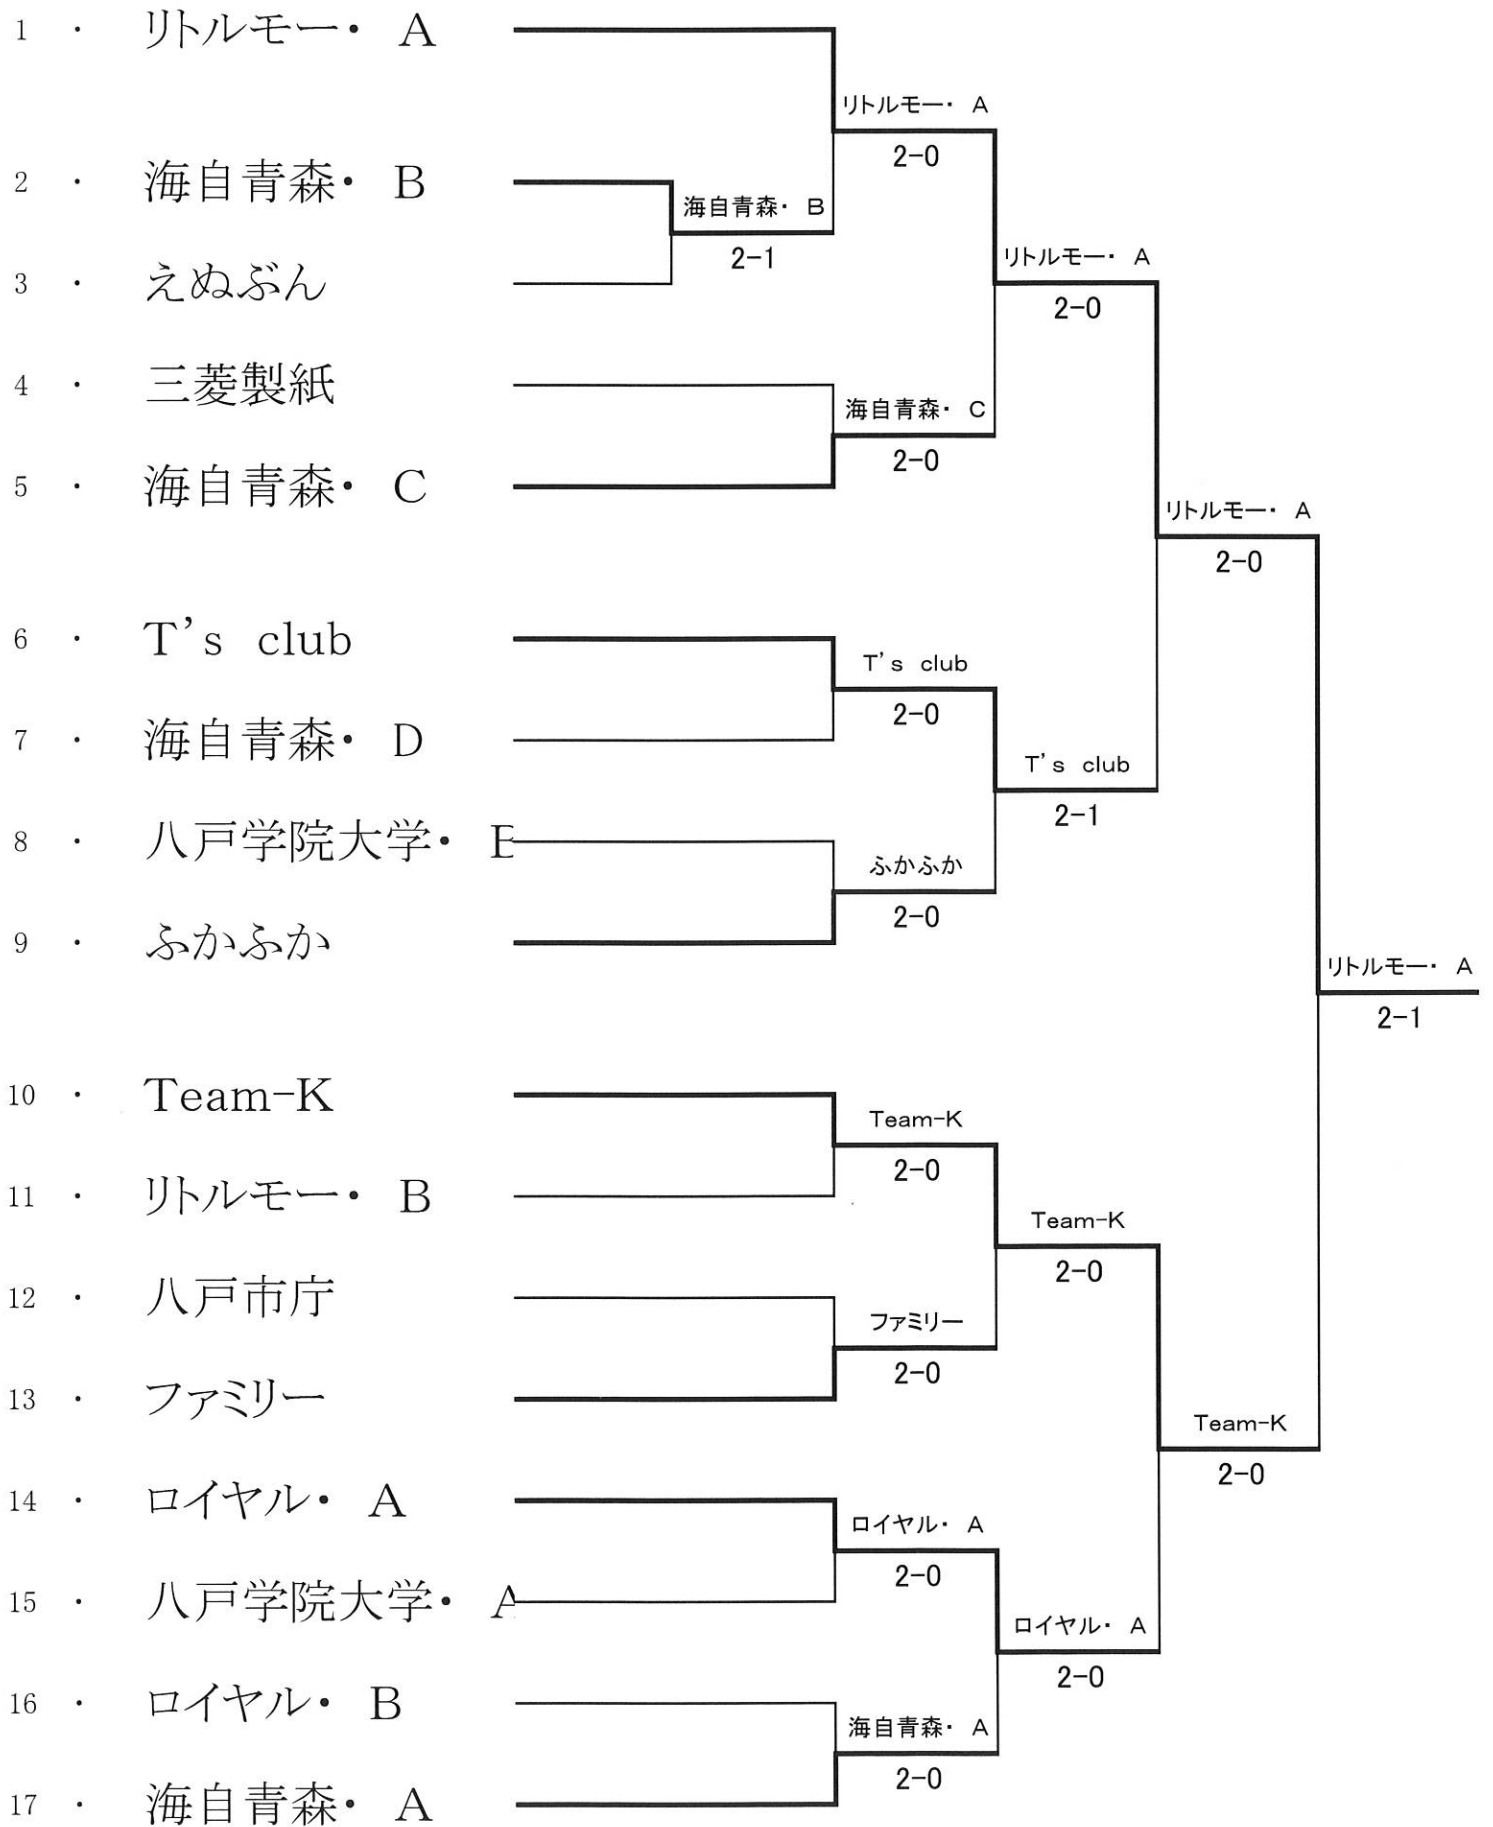 1 ・ リトルモー・ A
リトルモー・ A
2-0
2 ・ 海自青森・ B
海自青森・ B
2-1
リトルモー・ A
2-0
3 ・ えぬぶん
4 ・ 三菱製紙
海自青森・ C
2-0
5 ・ 海自青森・ C
リトルモー・ A
2-0
6 ・ T's club
T's club
2-0
7 ・ 海自青森・ D
T's club
2-1
8 ・ 八戸学院大学・
ふかふか
2-0
9 ・ ふかふか
リトルモー・ A
2-1
10 ・ Team-K
Team-K
2-0
11 ・ リトルモー・ B
Team-K
2-0
12 ・ 八戸市庁
ファミリー
2-0
13 ・ ファミリー
Team-K
2-0
14 ・ ロイヤル・ A
ロイヤル・ A
2-0
15 ・ 八戸学院大学・ A
ロイヤル・ A
2-0
16 ・ ロイヤル・ B
海自青森・ A
2-0
17 ・ 海自青森・ A